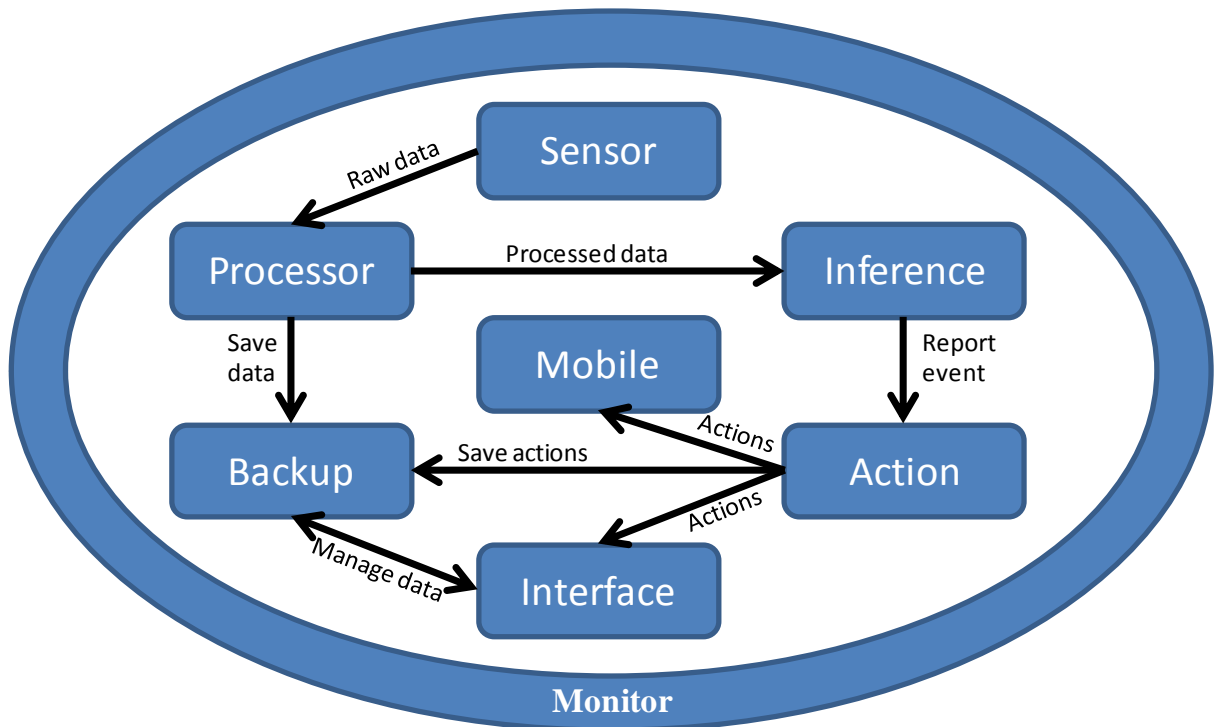 Sensor
Raw data
Processor
Processed data
Inference
Save
data
Mobile
Report
event
Actions
Backup
Save actions
Action
Actions
Manage data
Interface
Monitor